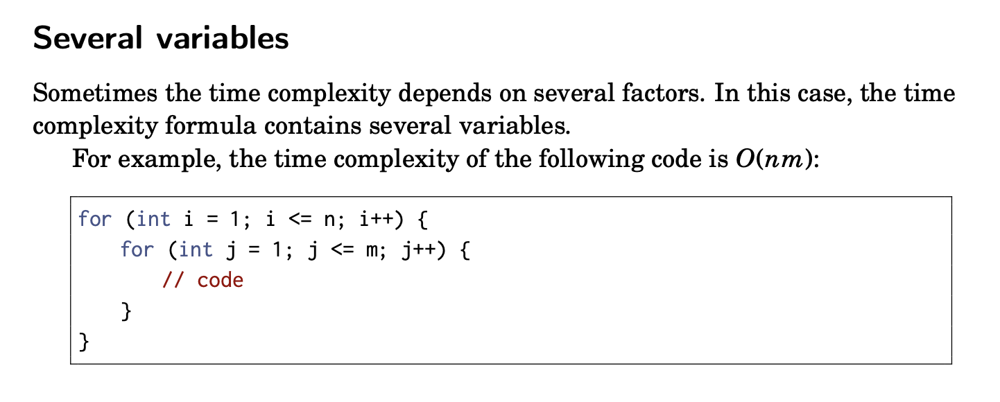 Several variables
Sometimes the time complexity depends on several factors. In this case, the time
complexity formula contains several variables.
For example, the time complexity of the following code is O(nm):
for (int i = 1; i <= n; i++) {
    for (int j = 1; j <= m; j++) {
        // code
    }
}